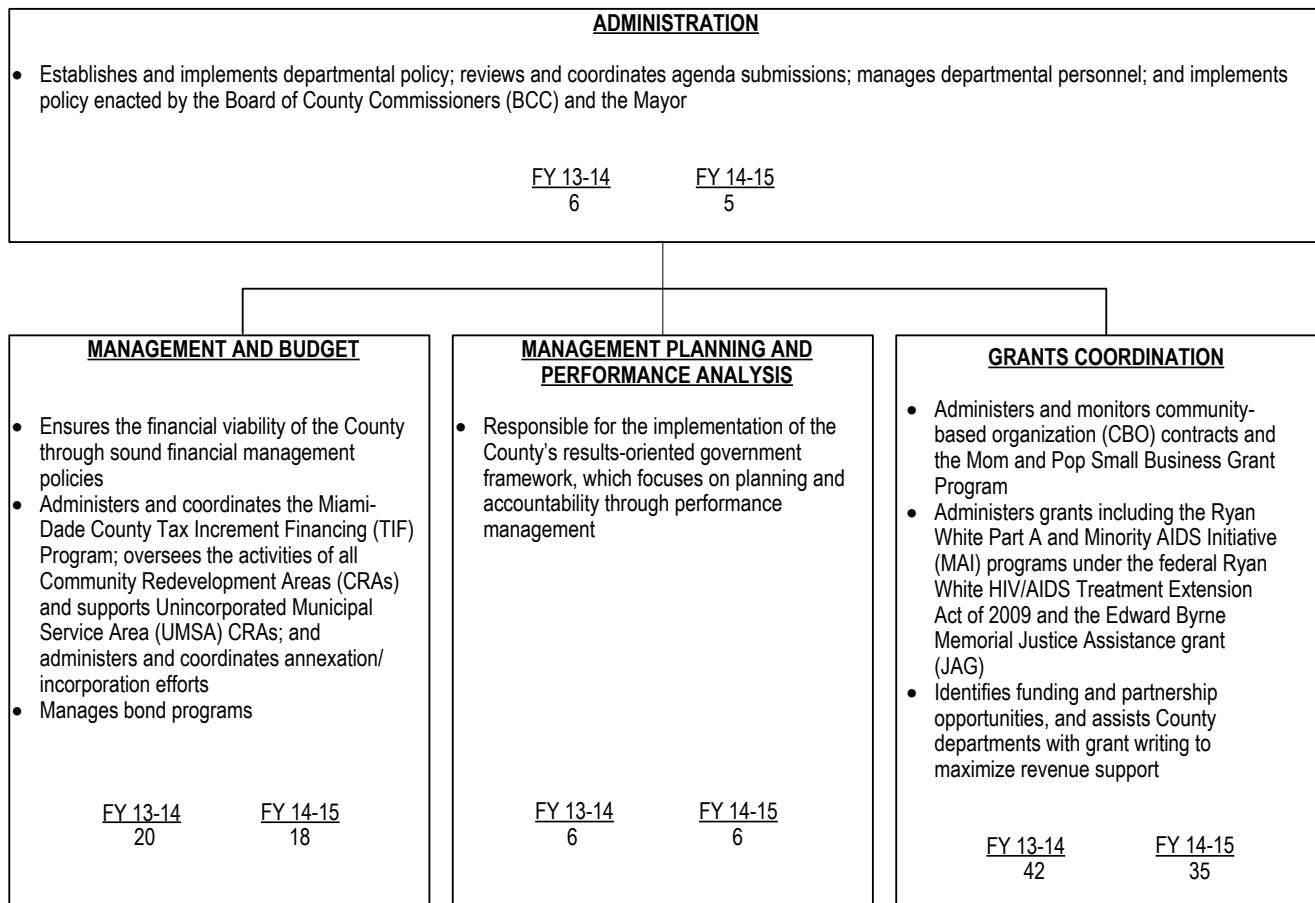 ADMINISTRATION
• Establishes and implements departmental policy; reviews and coordinates agenda submissions; manages departmental personnel; and implements
policy enacted by the Board of County Commissioners (BCC) and the Mayor
FY 13-14 FY 14-15
6 5
MANAGEMENT AND BUDGET
• Ensures the financial viability of the County
through sound financial management
policies
• Administers and coordinates the Miami-
Dade County Tax Increment Financing (TIF)
Program; oversees the activities of all
Community Redevelopment Areas (CRAs)
and supports Unincorporated Municipal
Service Area (UMSA) CRAs; and
administers and coordinates annexation/
incorporation efforts
• Manages bond programs
FY 13-14 FY 14-15
20 18
MANAGEMENT PLANNING AND
PERFORMANCE ANALYSIS
• Responsible for the implementation of the
County's results-oriented government
framework, which focuses on planning and
accountability through performance
management
FY 13-14 FY 14-15
6 6
GRANTS COORDINATION
• Administers and monitors community-
based organization (CBO) contracts and
the Mom and Pop Small Business Grant
Program
• Administers grants including the Ryan
White Part A and Minority AIDS Initiative
(MAI) programs under the federal Ryan
White HIV/AIDS Treatment Extension
Act of 2009 and the Edward Byrne
Memorial Justice Assistance grant
(JAG)
• Identifies funding and partnership
opportunities, and assists County
departments with grant writing to
maximize revenue support
FY 13-14 FY 14-15
42 35